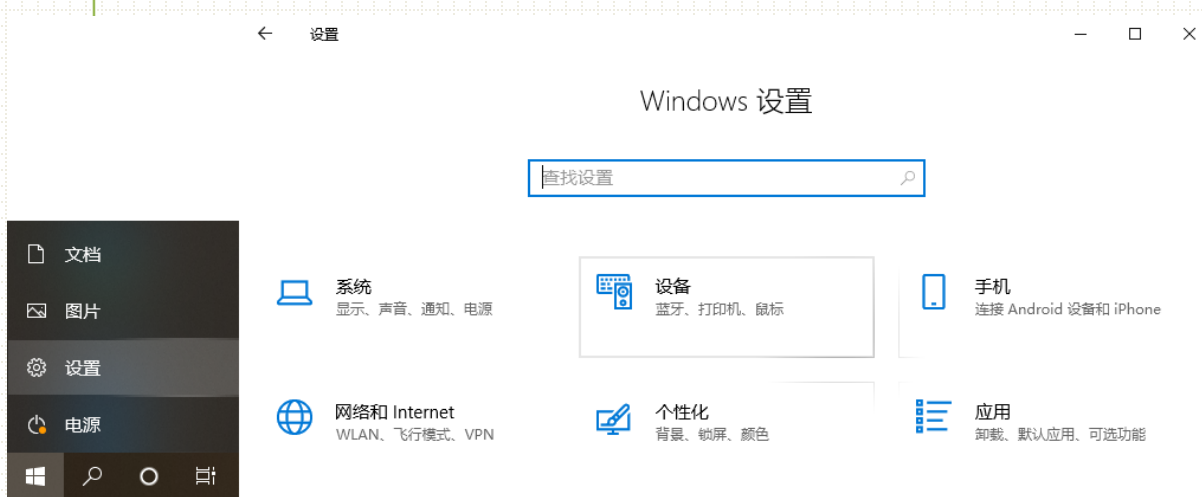 设置
Windows 设置
查找设置
文档
图片
设置
电源
系统
显示、声音、通知、电源
设备
蓝牙、打印机、鼠标
手机
连接 Android 设备和 iPhone
网络和 Internet
WLAN、飞行模式、VPN
个性化
背景、锁屏、颜色
应用
卸载、默认应用、可选功能